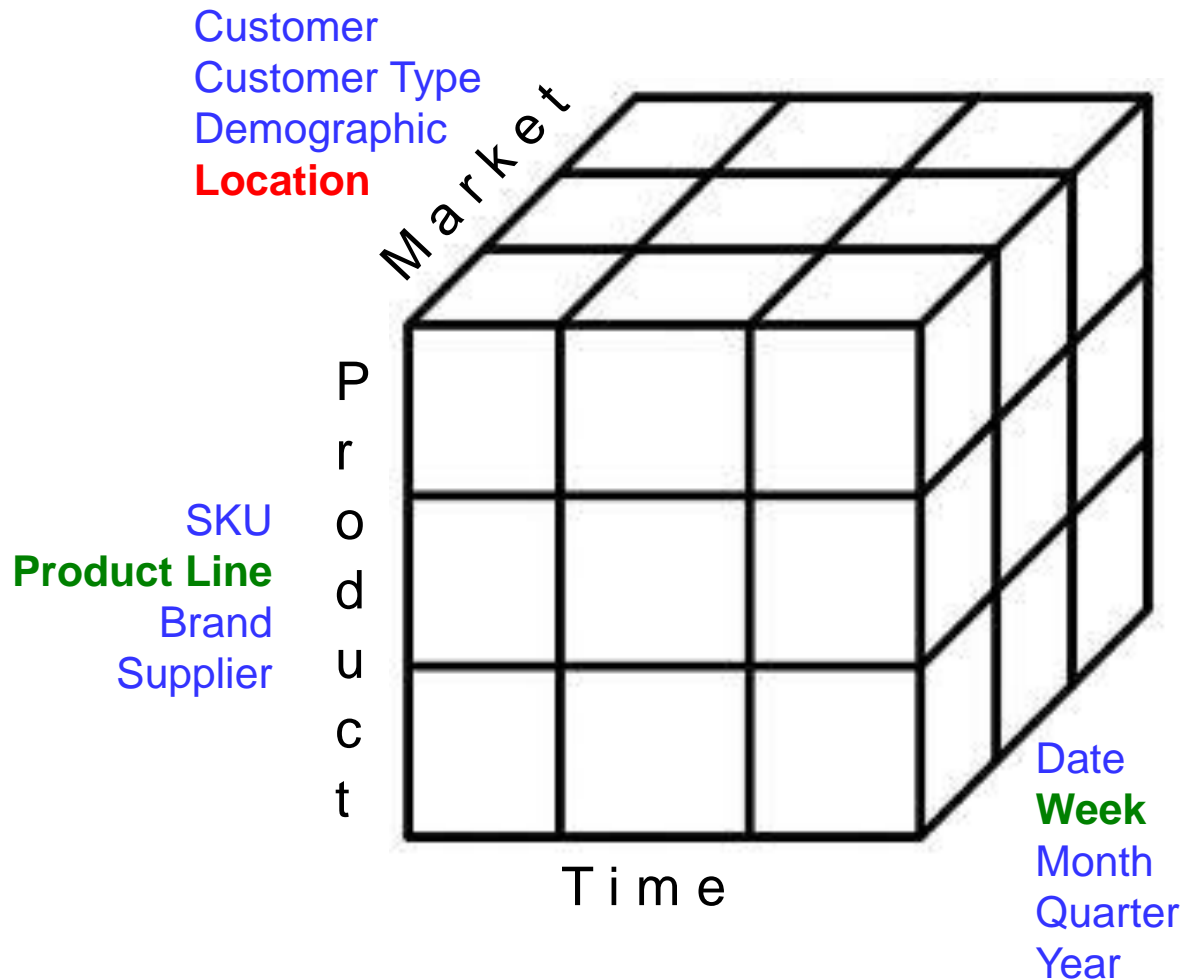 Customer
Customer Type
Demographic
Location
Market
Product
SKU
Product Line
Brand
Supplier
Time
Date
Week
Month
Quarter
Year